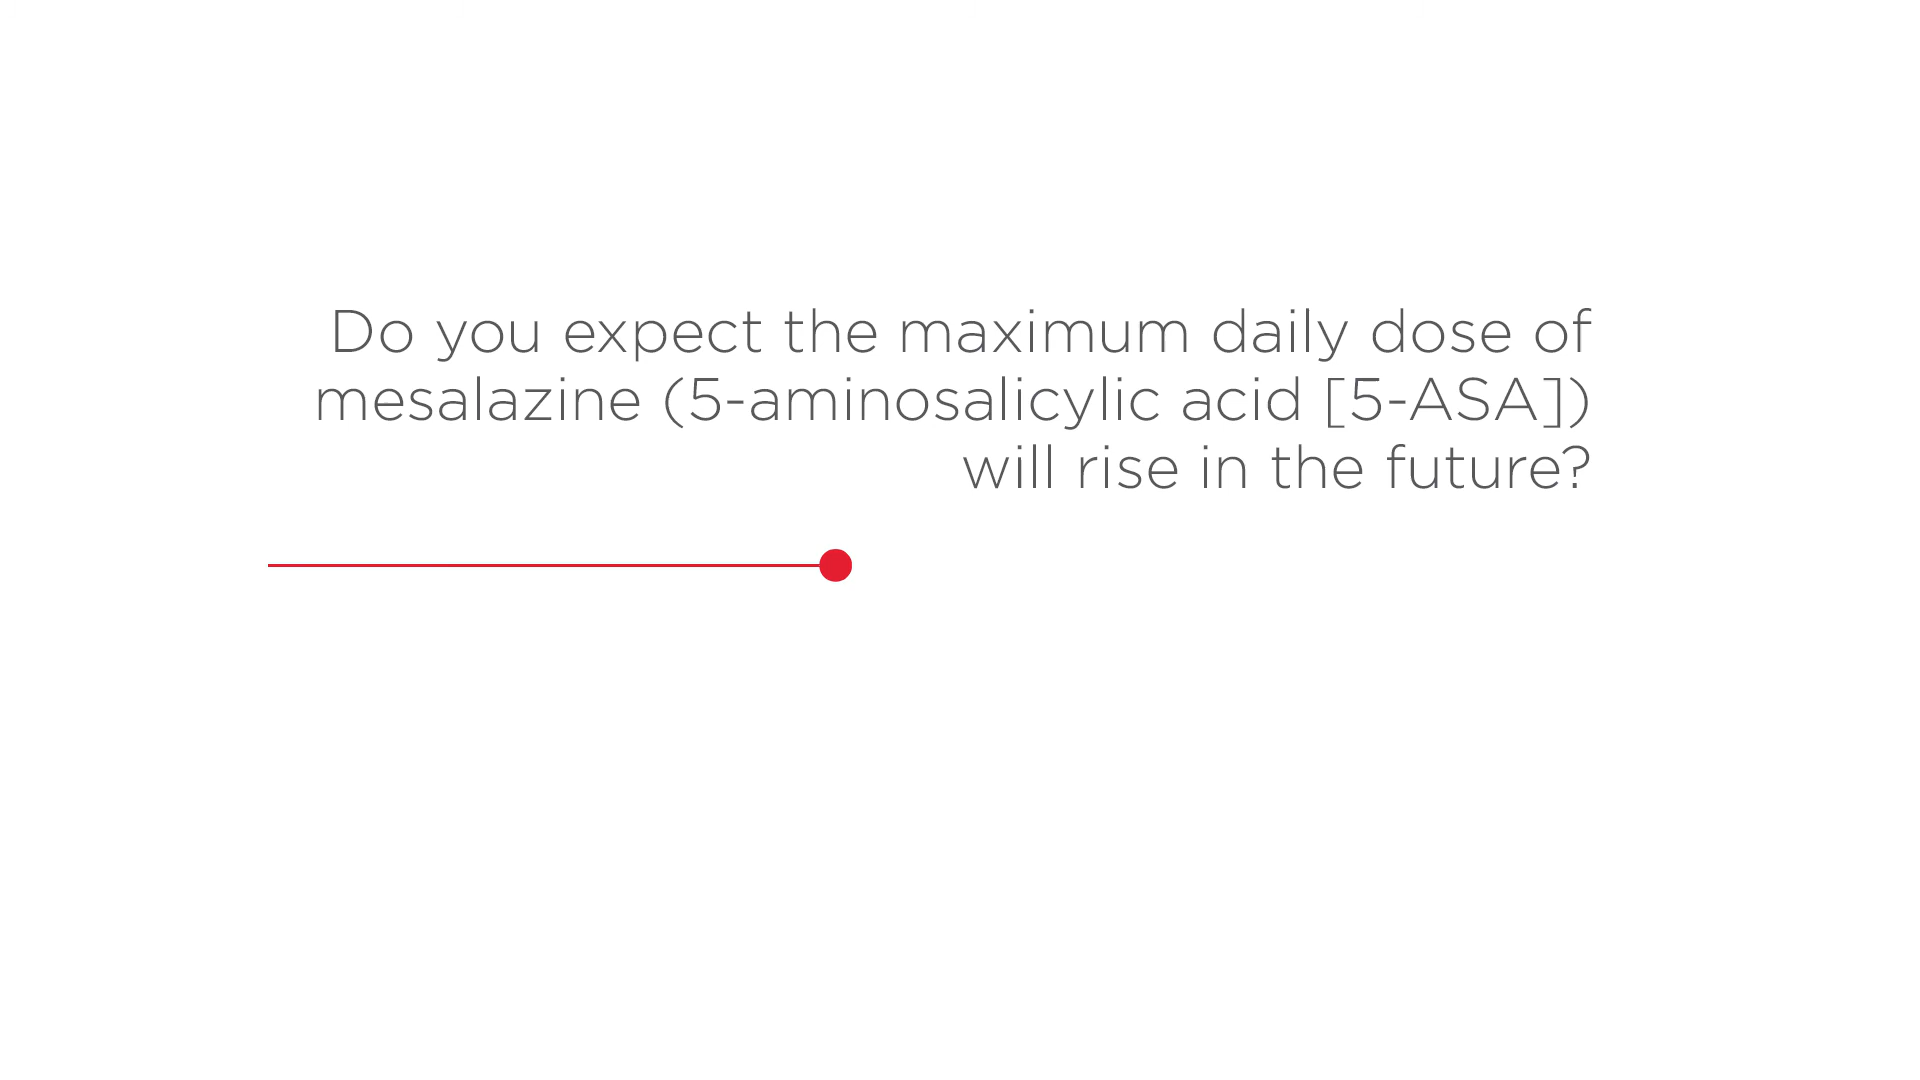 Do you expect the maximum daily dose of
mesalazine (5-aminosalicylic acid [5-ASA])
will rise in the future?